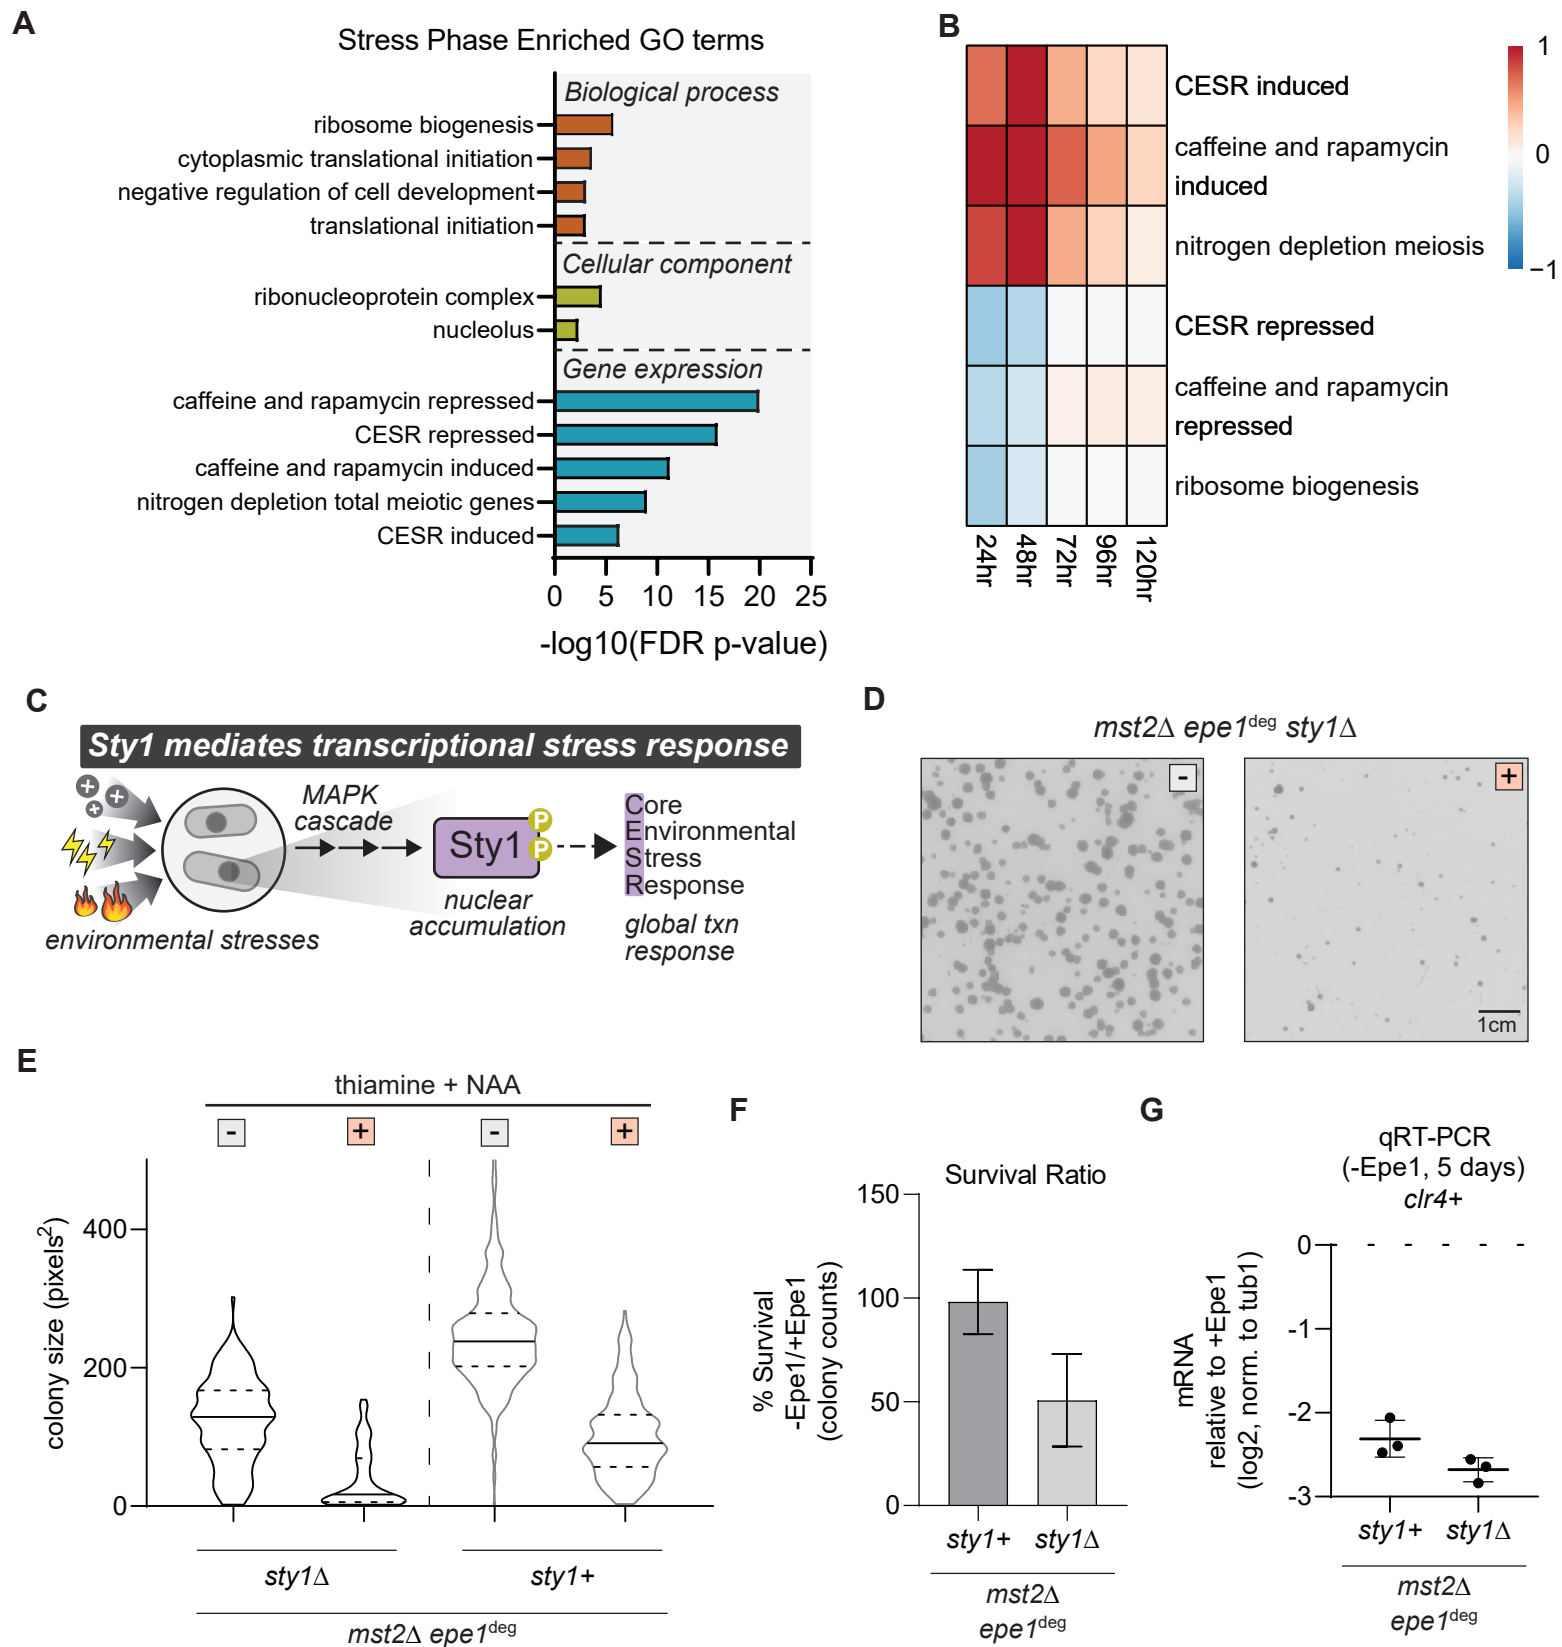 A
Stress Phase Enriched GO terms
Biological process
ribosome biogenesis
cytoplasmic translational initiation
negative regulation of cell development
translational initiation
Cellular component
ribonucleoprotein complex
nucleolus
Gene expression
caffeine and rapamycin repressed
CESR repressed
caffeine and rapamycin induced
nitrogen depletion total meiotic genes
CESR induced
0 5 10 15 20 25
-log10(FDR p-value)
B
CESR induced
caffeine and rapamycin
induced
nitrogen depletion meiosis
CESR repressed
caffeine and rapamycin
repressed
ribosome biogenesis
24hr
48hr
72hr
96hr
120hr
1
0
−1
C
Sty1 mediates transcriptional stress response
+
+
+
environmental stresses
MAPK
cascade
Sty1
P
P
nuclear
accumulation
Core
Environmental
Stress
Response
global txn
response
D
mst2Δ epe1deg sty1Δ
-
+
1cm
E
thiamine + NAA
- + - +
colony size (pixels2)
400
200
0
sty1Δ
sty1+
mst2Δ epe1deg
F
Survival Ratio
% Survival
-Epe1/+Epe1
(colony counts)
150
100
50
0
sty1+ sty1Δ
mst2Δ
epe1deg
G
qRT-PCR
(-Epe1, 5 days)
clr4+
mRNA
relative to +Epe1
(log2, norm. to tub1)
0
-1
-2
-3
sty1+ sty1Δ
mst2Δ
epe1deg